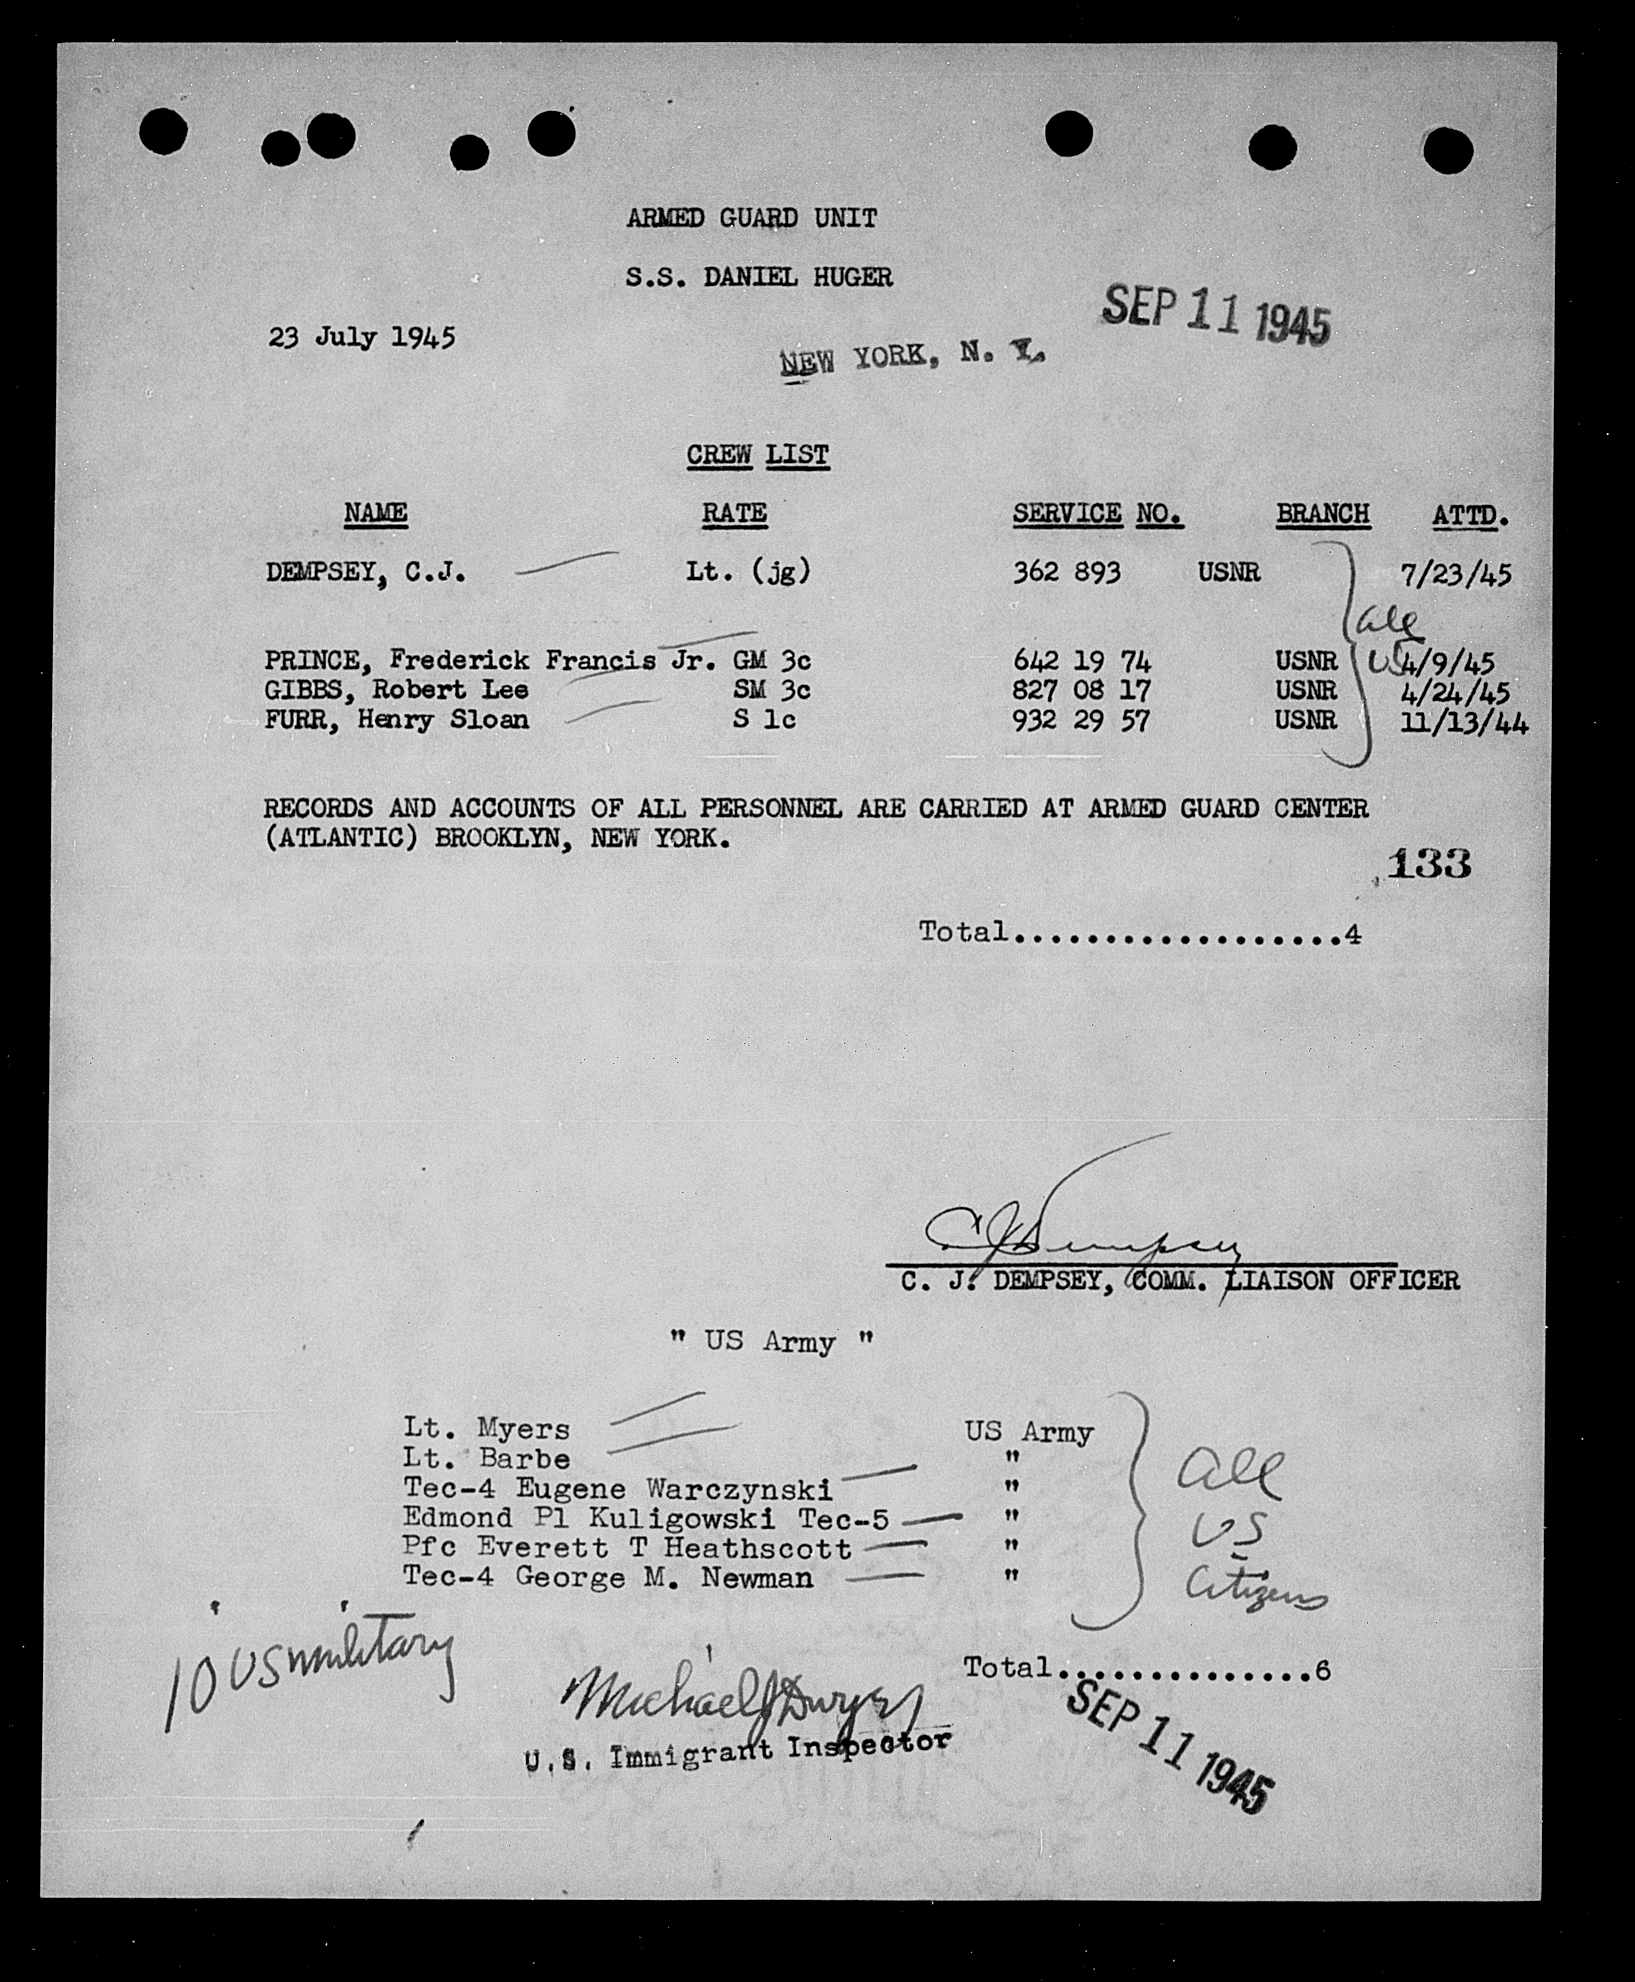 ARMED GUARD UNIT
S.S. DANIEL HUGER
SEP 11 1945
23 July 1945
NEW YORK, N. Y.
CREW LIST
NAME RATE SERVICE NO. BRANCH ATTD.
DEMPSEY, C.J. Lt. (jg) 362 893 USNR 7/23/45
all
US
PRINCE, Frederick Francis Jr. GM 3c 642 19 74 USNR 4/9/45
GIBBS, Robert Lee SM 3c 827 08 17 USNR 4/24/45
FURR, Henry Sloan S 1c 932 29 57 USNR 11/13/44
RECORDS AND ACCOUNTS OF ALL PERSONNEL ARE CARRIED AT ARMED GUARD CENTER
(ATLANTIC) BROOKLYN, NEW YORK.
133
Total...................4
CJDempsey
C. J. DEMPSEY, COMM. LIAISON OFFICER
" US Army "
Lt. Myers US Army
Lt. Barbe "
Tec-4 Eugene Warczynski "
Edmond Pl Kuligowski Tec-5 "
Pfc Everett T Heathscott "
Tec-4 George M. Newman "
all
US
Citizens
10 US military
Total..............6
Michael J Dwyer
U.S. Immigrant Inspector
SEP 11 1945